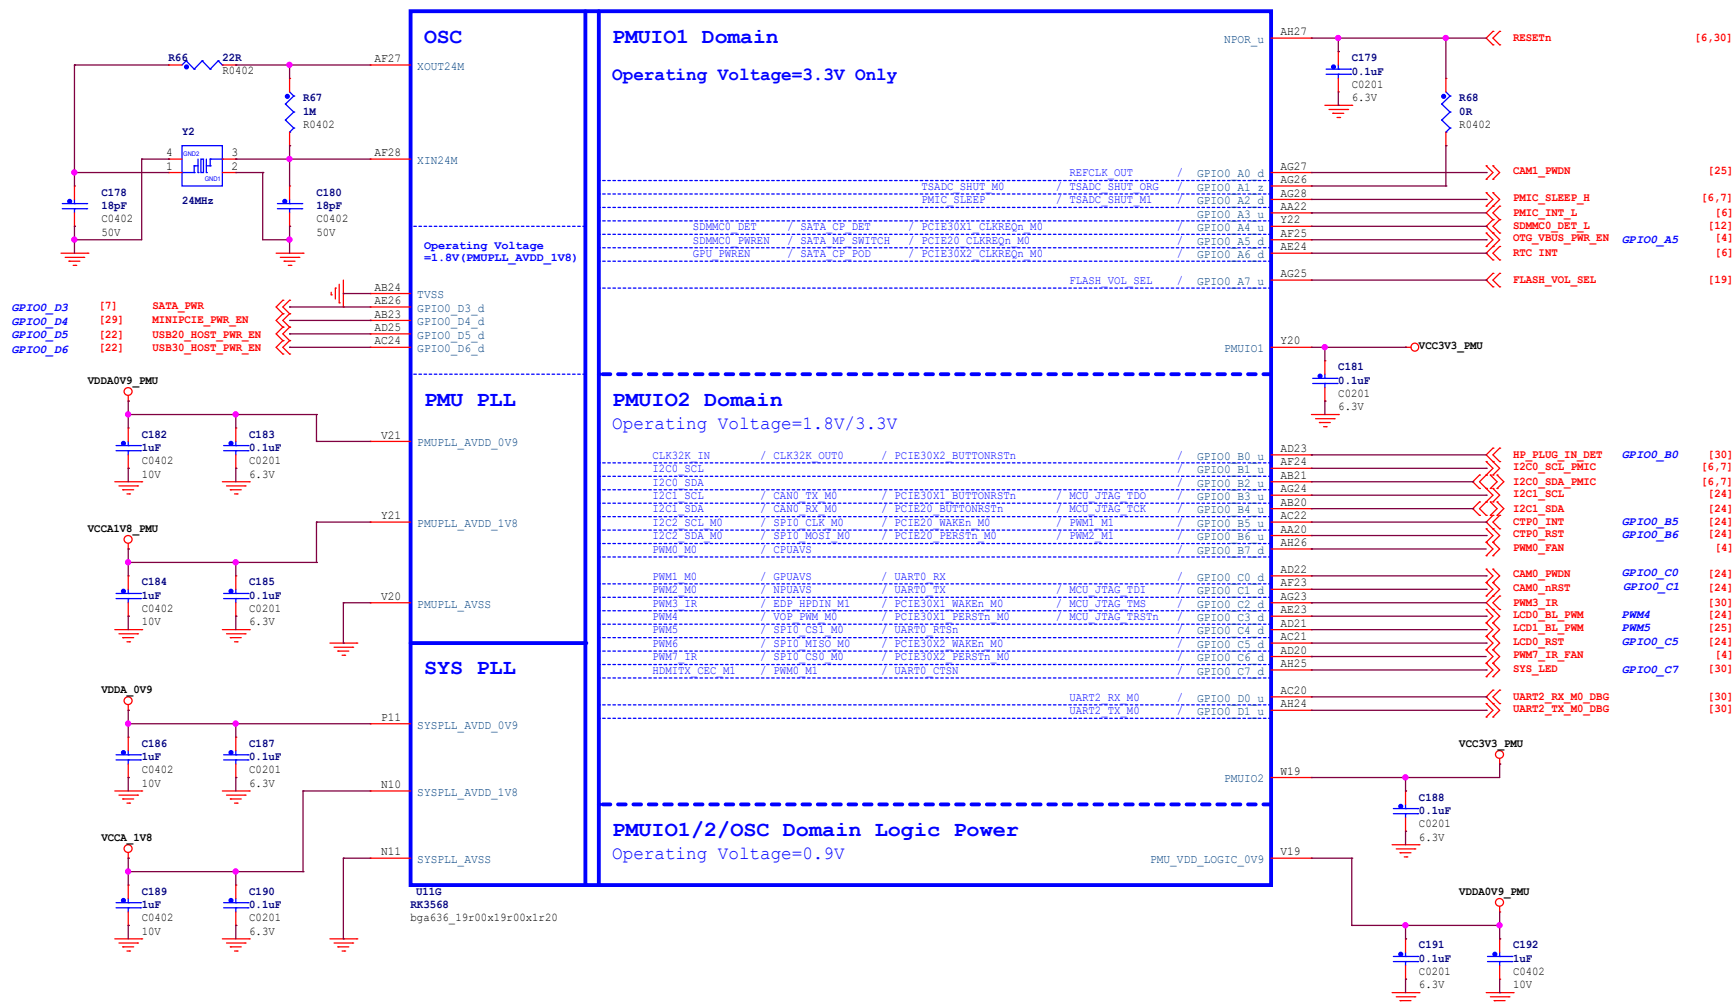 OSC
PMUIO1 Domain
Operating Voltage=3.3V Only
NPOR_u
AH27
RESETn
[6,30]
C179
0.1uF
C0201
6.3V
R68
0R
R0402
R66
22R
R0402
AF27
XOUT24M
R67
1M
R0402
Y2
4
GND2
3
1
GND1
2
24MHz
AF28
XIN24M
C178
18pF
C0402
50V
C180
18pF
C0402
50V
Operating Voltage
=1.8V(PMUPLL_AVDD_1V8)
REFCLK_OUT / GPIO0_A0_d AG27 CAM1_PWDN [25]
TSADC_SHUT_M0 / TSADC_SHUT_ORG / GPIO0_A1_z AG26
PMIC_SLEEP / TSADC_SHUT_M1 / GPIO0_A2_d AG28 PMIC_SLEEP_H [6,7]
GPIO0_A3_u AA22 PMIC_INT_L [6]
SDMMC0_DET / SATA_CP_DET / PCIE30X1_CLKREQn_M0 / GPIO0_A4_u Y22 SDMMC0_DET_L [12]
SDMMC0_PWREN / SATA_MP_SWITCH / PCIE20_CLKREQn_M0 / GPIO0_A5_d AF25 OTG_VBUS_PWR_EN GPIO0_A5 [4]
GPU_PWREN / SATA_CP_POD / PCIE30X2_CLKREQn_M0 / GPIO0_A6_d AE24 RTC_INT [6]
FLASH_VOL_SEL / GPIO0_A7_u AG25 FLASH_VOL_SEL [19]
AB24 TVSS
GPIO0_D3 [7] SATA_PWR AE26 GPIO0_D3_d
GPIO0_D4 [29] MINIPCIE_PWR_EN AB23 GPIO0_D4_d
GPIO0_D5 [22] USB20_HOST_PWR_EN AD25 GPIO0_D5_d
GPIO0_D6 [22] USB30_HOST_PWR_EN AC24 GPIO0_D6_d
PMUIO1 Y20 VCC3V3_PMU
C181
0.1uF
C0201
6.3V
VDDA0V9_PMU
PMU PLL
C182
1uF
C0402
10V
C183
0.1uF
C0201
6.3V
V21 PMUPLL_AVDD_0V9
VCCA1V8_PMU
Y21 PMUPLL_AVDD_1V8
C184
1uF
C0402
10V
C185
0.1uF
C0201
6.3V
V20 PMUPLL_AVSS
PMUIO2 Domain
Operating Voltage=1.8V/3.3V
CLK32K_IN / CLK32K_OUT0 / PCIE30X2_BUTTONRSTn / GPIO0_B0_u AD23 HP_PLUG_IN_DET GPIO0_B0 [30]
I2C0_SCL / GPIO0_B1_u AF24 I2C0_SCL_PMIC [6,7]
I2C0_SDA / GPIO0_B2_u AB21 I2C0_SDA_PMIC [6,7]
I2C1_SCL / CAN0_TX_M0 / PCIE30X1_BUTTONRSTn / MCU_JTAG_TDO / GPIO0_B3_u AG24 I2C1_SCL [24]
I2C1_SDA / CAN0_RX_M0 / PCIE20_BUTTONRSTn / MCU_JTAG_TCK / GPIO0_B4_u AB20 I2C1_SDA [24]
I2C2_SCL_M0 / SPI0_CLK_M0 / PCIE20_WAKEn_M0 / PWM1_M1 / GPIO0_B5_u AC22 CTP0_INT GPIO0_B5 [24]
I2C2_SDA_M0 / SPI0_MOSI_M0 / PCIE20_PERSTn_M0 / PWM2_M1 / GPIO0_B6_u AA20 CTP0_RST GPIO0_B6 [24]
PWM0_M0 / CPUAVS / GPIO0_B7_d AH26 PWM0_FAN [4]
PWM1_M0 / GPUAVS / UART0_RX / GPIO0_C0_d AD22 CAM0_PWDN GPIO0_C0 [24]
PWM2_M0 / NPUAVS / UART0_TX / MCU_JTAG_TDI / GPIO0_C1_d AF23 CAM0_nRST GPIO0_C1 [24]
PWM3_IR / EDP_HPDIN_M1 / PCIE30X1_WAKEn_M0 / MCU_JTAG_TMS / GPIO0_C2_d AG23 PWM3_IR [30]
PWM4 / VOP_PWM_M0 / PCIE30X1_PERSTn_M0 / MCU_JTAG_TRSTn / GPIO0_C3_d AE23 LCD0_BL_PWM PWM4 [24]
PWM5 / SPI0_CS1_M0 / UART0_RTSn / GPIO0_C4_d AD21 LCD1_BL_PWM PWM5 [25]
PWM6 / SPI0_MISO_M0 / PCIE30X2_WAKEn_M0 / GPIO0_C5_d AC21 LCD0_RST GPIO0_C5 [24]
PWM7_IR / SPI0_CS0_M0 / PCIE30X2_PERSTn_M0 / GPIO0_C6_d AD20 PWM7_IR_FAN [4]
HDMITX_CEC_M1 / PWM0_M1 / UART0_CTSN / GPIO0_C7_d AH25 SYS_LED GPIO0_C7 [30]
UART2_RX_M0 / GPIO0_D0_u AC20 UART2_RX_M0_DBG [30]
UART2_TX_M0 / GPIO0_D1_u AH24 UART2_TX_M0_DBG [30]
SYS PLL
VDDA_0V9
P11 SYSPLL_AVDD_0V9
C186
1uF
C0402
10V
C187
0.1uF
C0201
6.3V
N10 SYSPLL_AVDD_1V8
VCCA_1V8
N11 SYSPLL_AVSS
C189
1uF
C0402
10V
C190
0.1uF
C0201
6.3V
VCC3V3_PMU
PMUIO2 W19
C188
0.1uF
C0201
6.3V
PMUIO1/2/OSC Domain Logic Power
Operating Voltage=0.9V
PMU_VDD_LOGIC_0V9 V19
VDDA0V9_PMU
C191
0.1uF
C0201
6.3V
C192
1uF
C0402
10V
U11G
RK3568
bga636_19r00x19r00x1r20